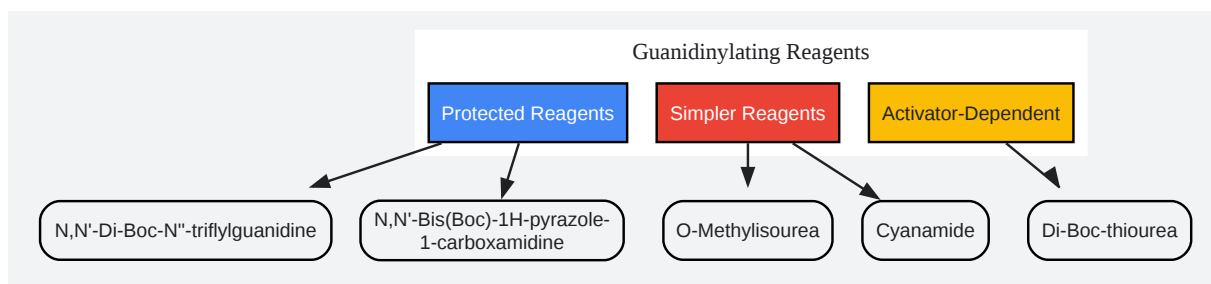 Guanidinylating Reagents
Protected Reagents
Simpler Reagents
Activator-Dependent
N,N'-Di-Boc-N"-triflylguanidine
N,N'-Bis(Boc)-1H-pyrazole-
1-carboxamidine
O-Methylisourea
Cyanamide
Di-Boc-thiourea